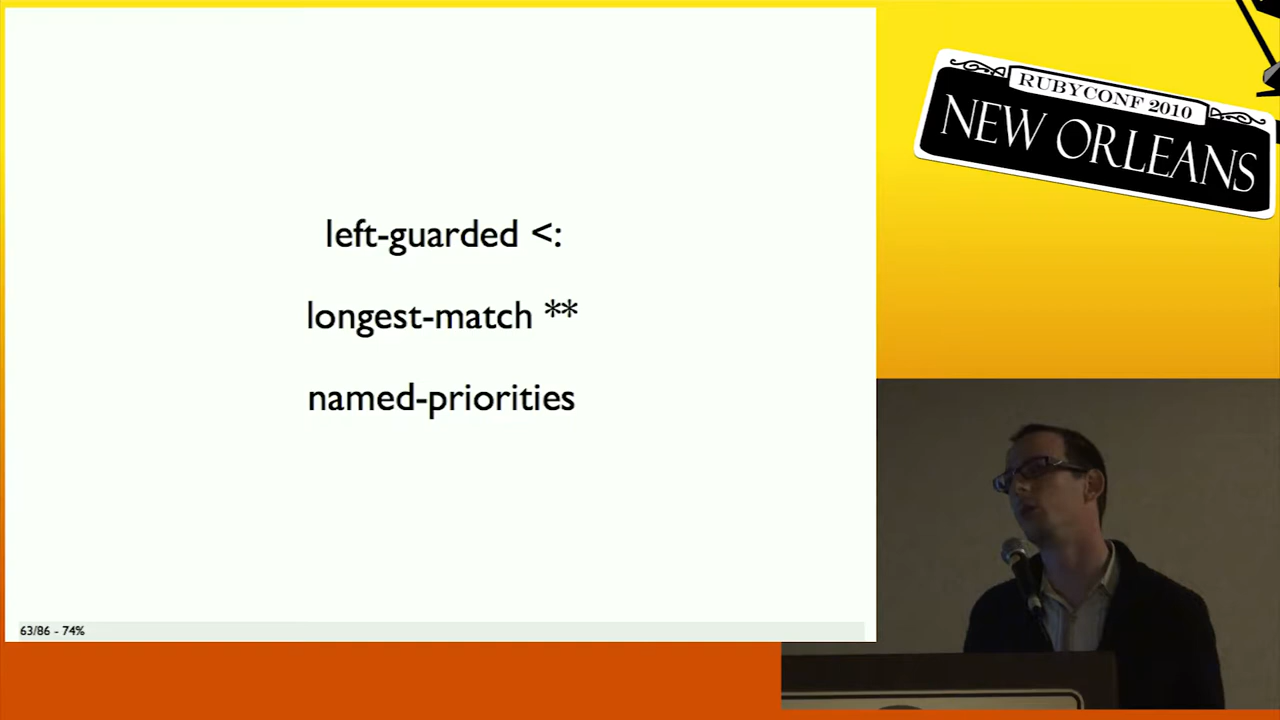 RUBYCONF 2010
NEW ORLEANS
left-guarded <:
longest-match **
named-priorities
63/86 - 74%